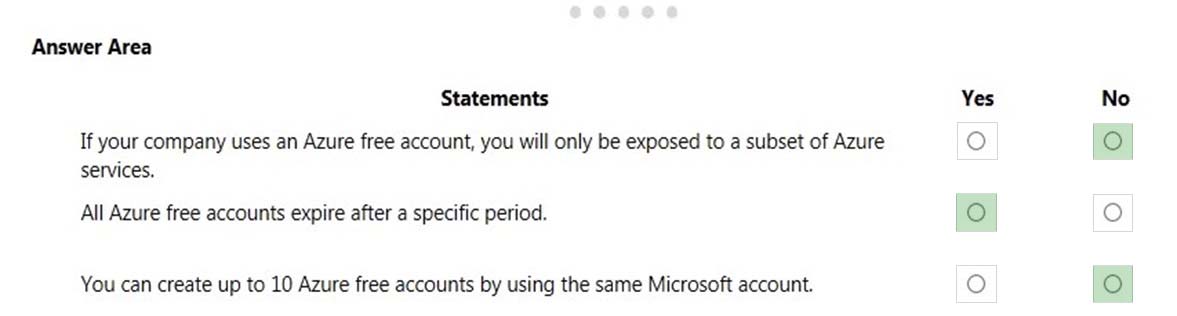 Answer Area
Statements Yes No
If your company uses an Azure free account, you will only be exposed to a subset of Azure
services.
All Azure free accounts expire after a specific period.
You can create up to 10 Azure free accounts by using the same Microsoft account.